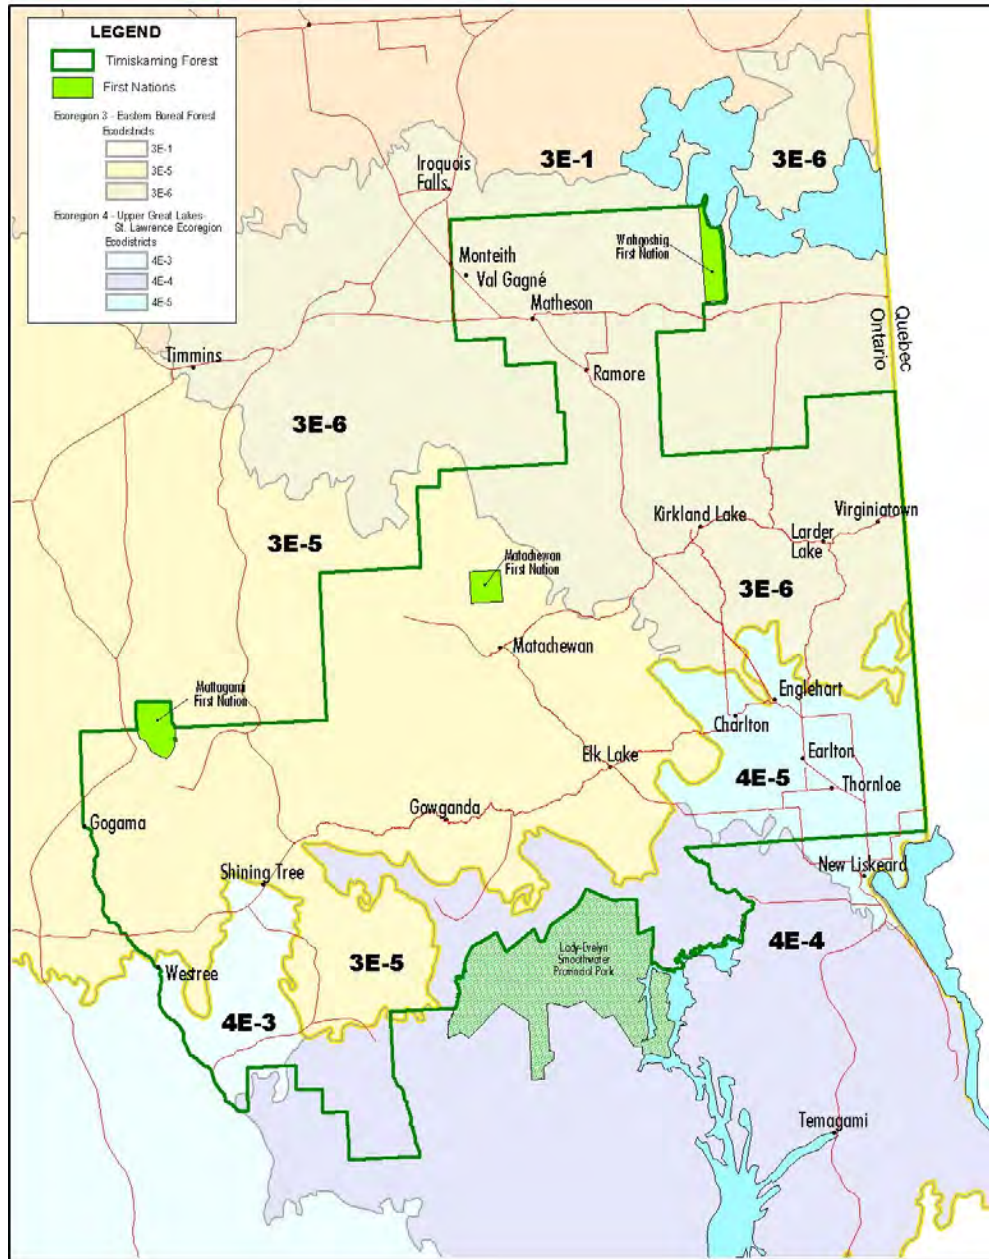 LEGEND
Timiskaming Forest
First Nations
Ecoregion 3 - Eastern Boreal Forest
Ecodistricts
3E-1
3E-5
3E-6
Ecoregion 4 - Upper Great Lakes-
St. Lawrence Ecoregion
Ecodistricts
4E-3
4E-4
4E-5
3E-1
3E-6
Iroquois
Falls
Wahgoshig
First Nation
Monteith
Val Gagné
Matheson
Quebec
Ontario
Timmins
Ramore
3E-6
Kirkland Lake
Virginiatown
Larder
Lake
3E-5
Matachewan
First Nation
3E-6
Matachewan
Mattagami
First Nation
Englehart
Charlton
Elk Lake
Earlton
4E-5
Thornloe
Gowganda
Gogama
Shining Tree
New Liskeard
4E-4
Lady-Evelyn
Smoothwater
Provincial Park
3E-5
Westree
4E-3
Temagami